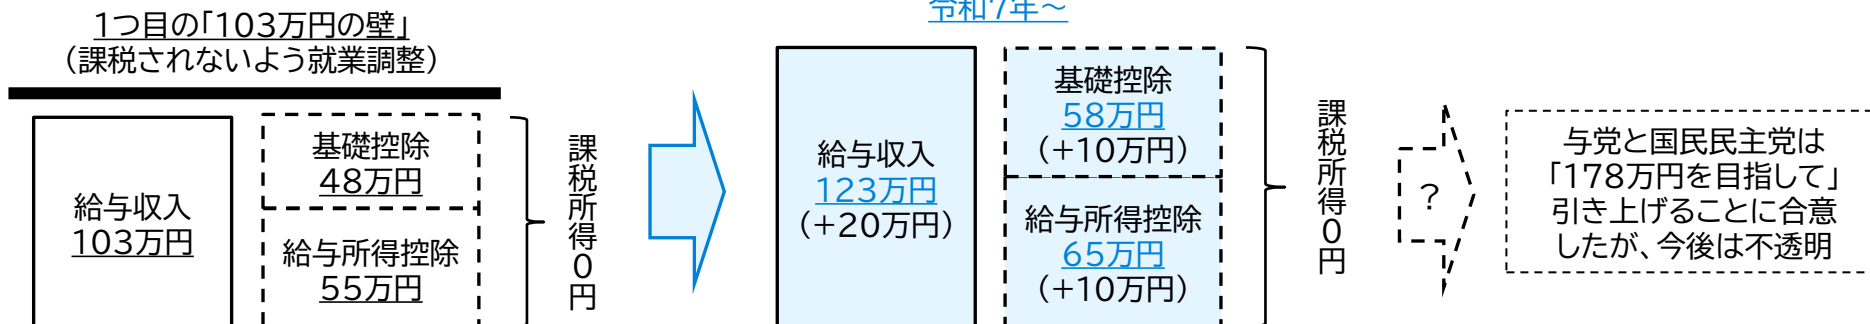 1つ目の「103万円の壁」
（課税されないよう就業調整）
給与収入
103万円
基礎控除
48万円
給与所得控除
55万円
課税所得０円
令和7年～
給与収入
123万円
（+20万円）
基礎控除
58万円
（+10万円）
給与所得控除
65万円
（+10万円）
課税所得０円
？
与党と国民民主党は
「178万円を目指して」
引き上げることに合意
したが、今後は不透明